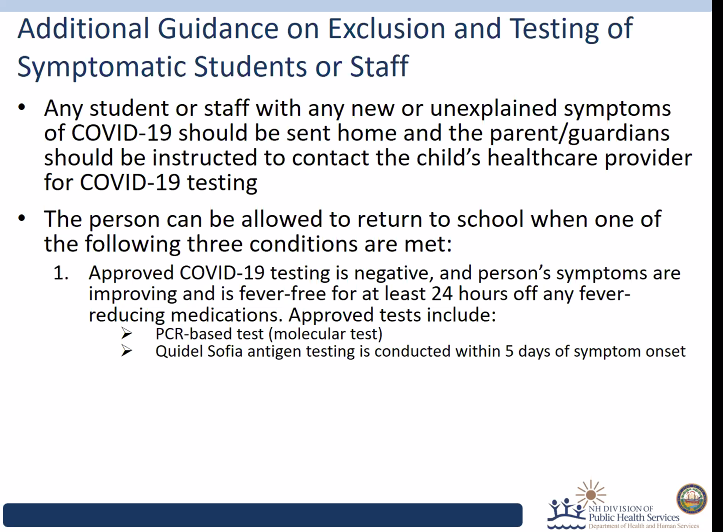 Additional Guidance on Exclusion and Testing of
Symptomatic Students or Staff
• Any student or staff with any new or unexplained symptoms
of COVID-19 should be sent home and the parent/guardians
should be instructed to contact the child's healthcare provider
for COVID-19 testing
• The person can be allowed to return to school when one of
the following three conditions are met:
1. Approved COVID-19 testing is negative, and person's symptoms are
improving and is fever-free for at least 24 hours off any fever-
reducing medications. Approved tests include:
➢ PCR-based test (molecular test)
➢ Quidel Sofia antigen testing is conducted within 5 days of symptom onset
NH DIVISION OF
Public Health Services
Department of Health and Human Services